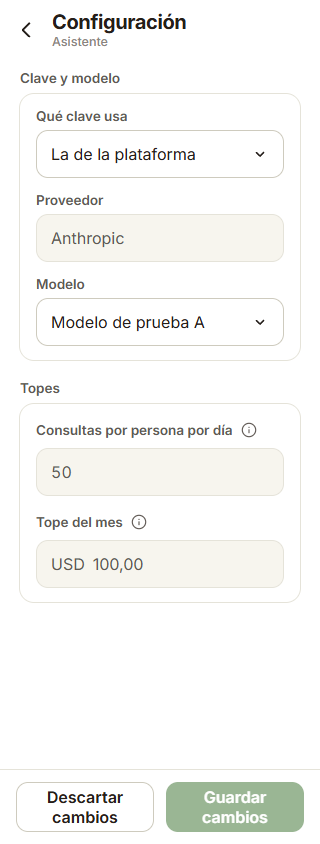 Configuración
Asistente
Clave y modelo
Qué clave usa
La de la plataforma
Proveedor
Anthropic
Modelo
Modelo de prueba A
Topes
Consultas por persona por día
50
Tope del mes
USD 100,00
Descartar
cambios
Guardar
cambios